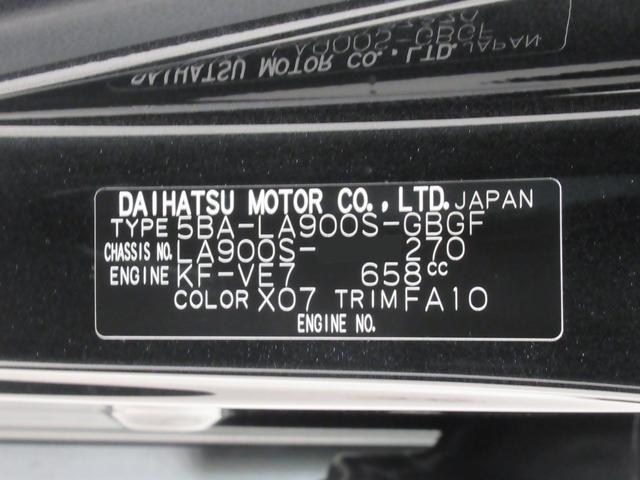 DAIHATSU MOTOR CO., LTD. JAPAN
TYPE 5BA-LA900S-GBGF
CHASSIS NO. LA900S- 270
ENGINE KF-VE7 658cc
COLOR X07 TRIM FA10
ENGINE NO.